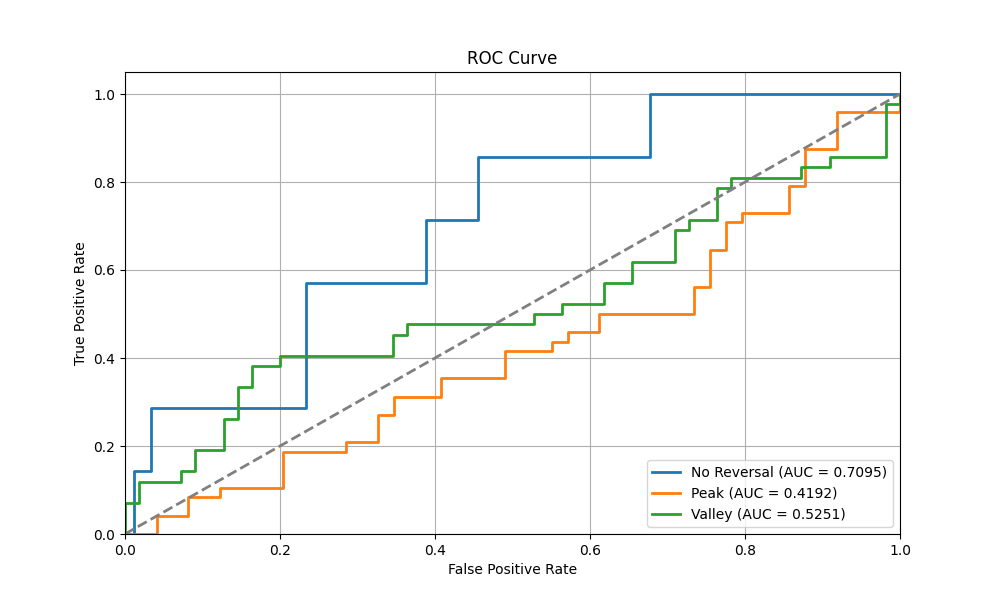 ROC Curve
True Positive Rate
1.0
0.8
0.6
0.4
0.2
0.0
No Reversal (AUC = 0.7095)
Peak (AUC = 0.4192)
Valley (AUC = 0.5251)
0.0 0.2 0.4 0.6 0.8 1.0
False Positive Rate